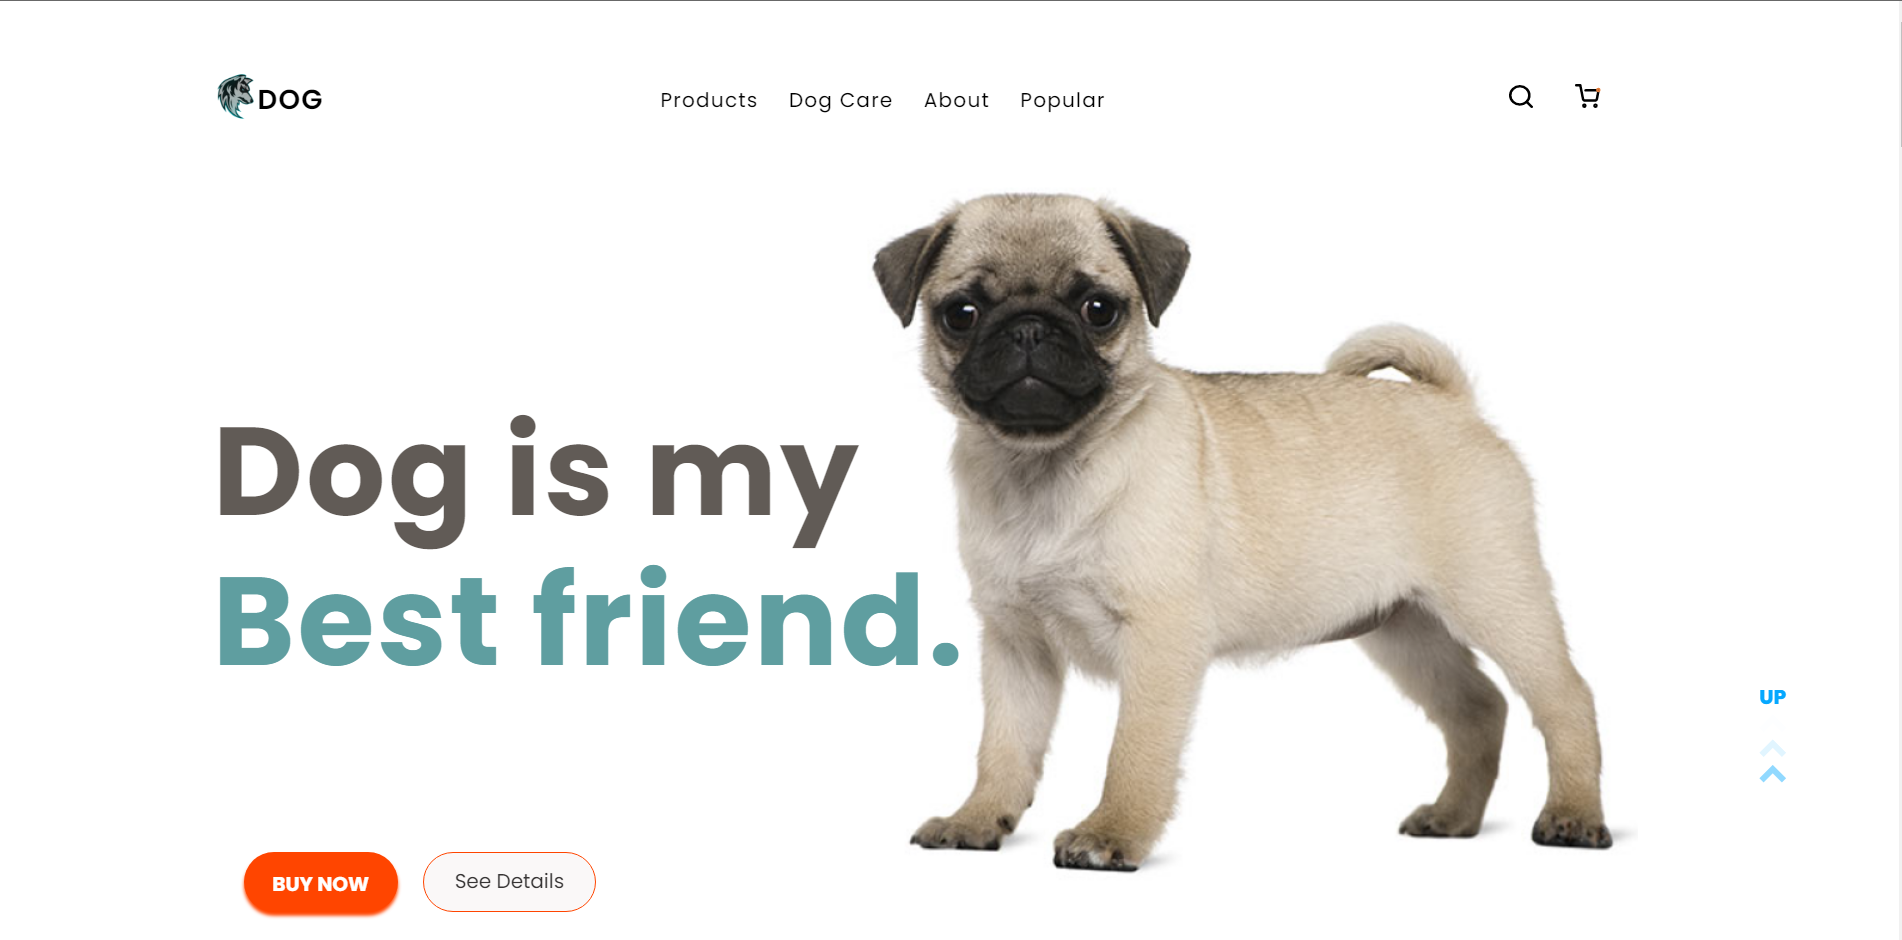 DOG
Products Dog Care About Popular
Dog is my
Best friend.
UP
BUY NOW See Details